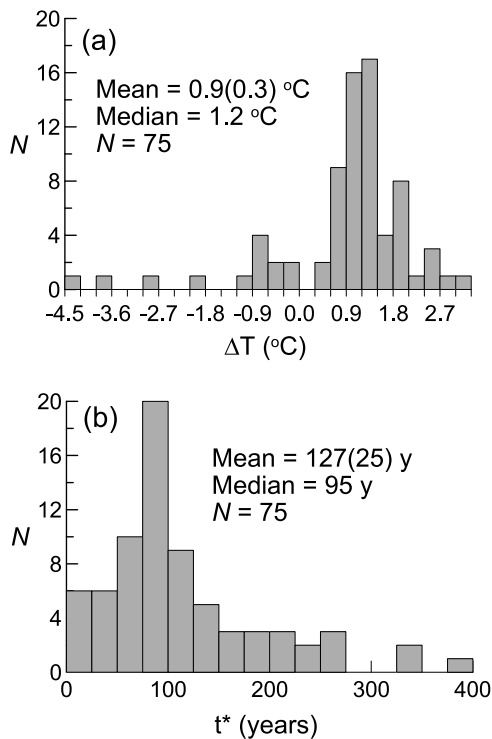 (a)
20
16
12
8
4
0
N
Mean = 0.9(0.3) °C
Median = 1.2 °C
N = 75
-4.5 -3.6 -2.7 -1.8 -0.9 0.0 0.9 1.8 2.7
ΔT (°C)
(b)
20
16
12
8
4
0
N
Mean = 127(25) y
Median = 95 y
N = 75
0 100 200 300 400
t* (years)